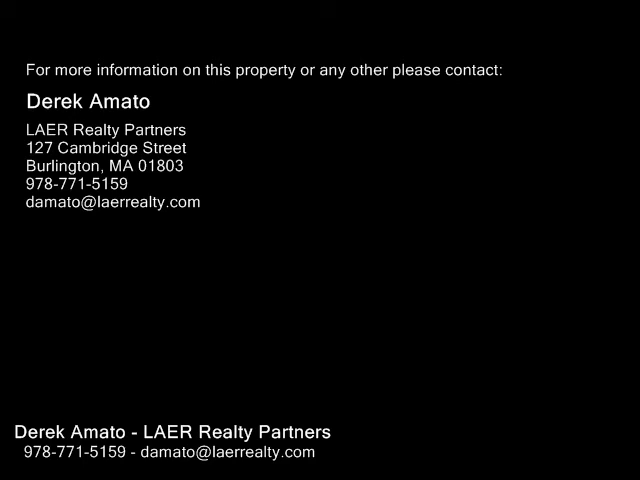 For more information on this property or any other please contact:
Derek Amato
LAER Realty Partners
127 Cambridge Street
Burlington, MA 01803
978-771-5159
damato@laerrealty.com
Derek Amato - LAER Realty Partners
978-771-5159 - damato@laerrealty.com